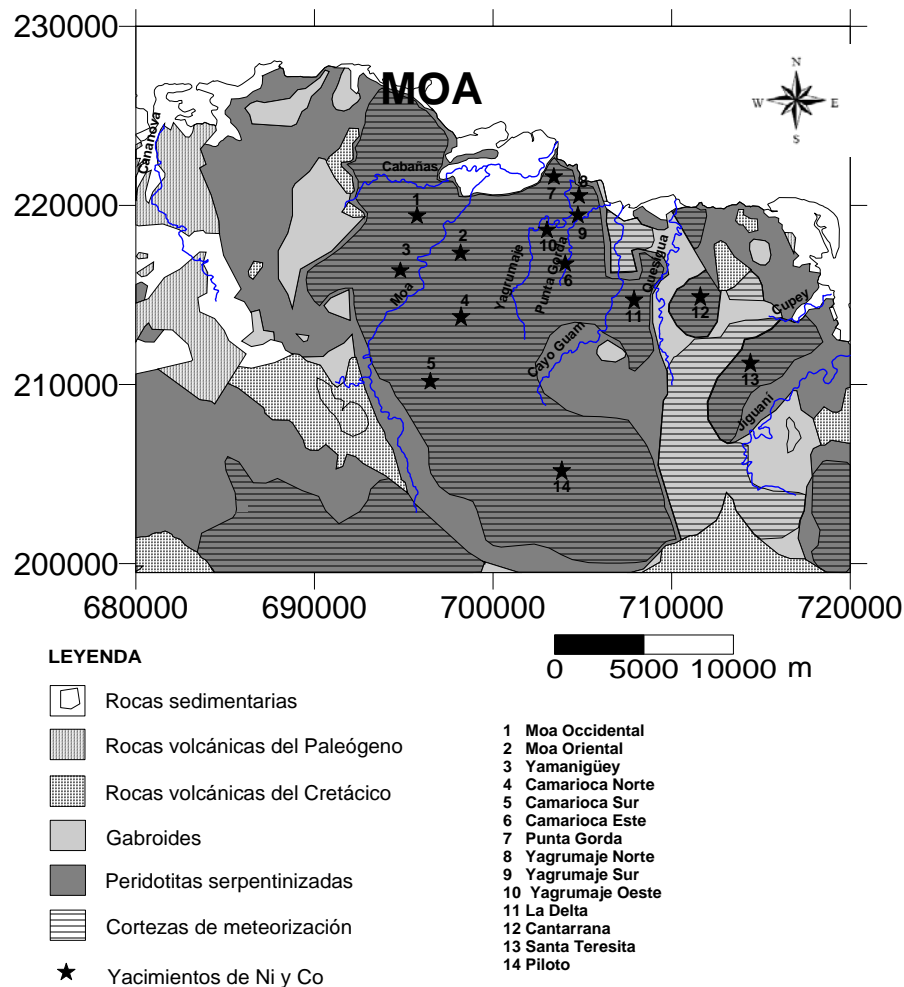 230000
MOA
N
W E
S
Cananova
Cabañas
220000
1
2
3
4
5
6
7
8
9
10
11
12
13
14
Moa
Yagrumaje
Punta Gorda
Cayo Guam
Quesigua
Cupey
Jiguaní
210000
200000
680000 690000 700000 710000 720000
0 5000 10000 m
LEYENDA
Rocas sedimentarias
Rocas volcánicas del Paleógeno
Rocas volcánicas del Cretácico
Gabroides
Peridotitas serpentinizadas
Cortezas de meteorización
Yacimientos de Ni y Co
1 Moa Occidental
2 Moa Oriental
3 Yamanigüey
4 Camarioca Norte
5 Camarioca Sur
6 Camarioca Este
7 Punta Gorda
8 Yagrumaje Norte
9 Yagrumaje Sur
10 Yagrumaje Oeste
11 La Delta
12 Cantarrana
13 Santa Teresita
14 Piloto